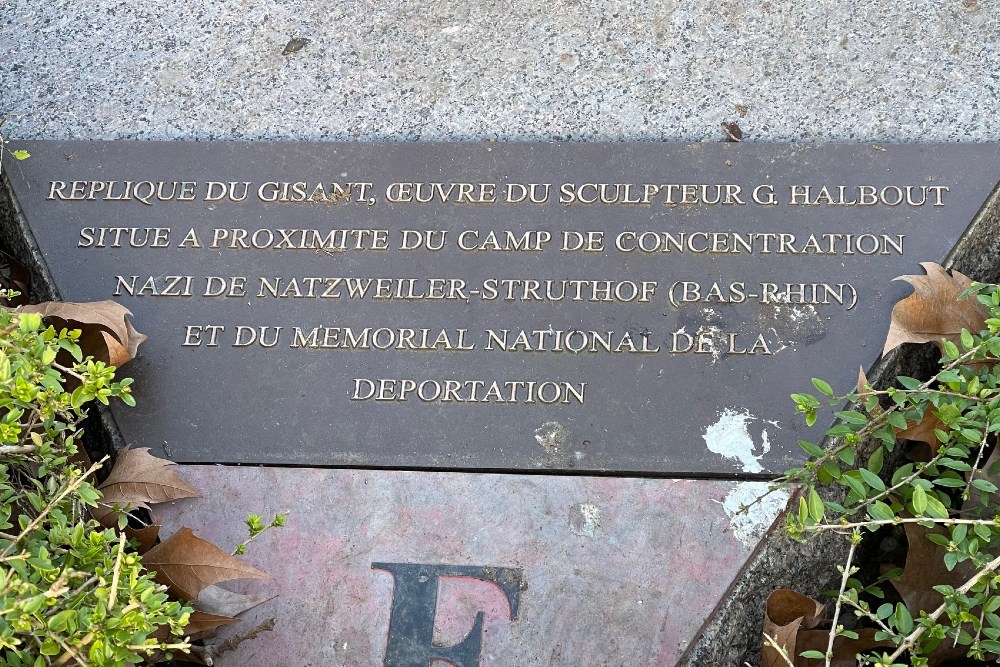 REPLIQUE DU GISANT, ŒUVRE DU SCULPTEUR G. HALBOUT
SITUE A PROXIMITE DU CAMP DE CONCENTRATION
NAZI DE NATZWEILER-STRUTHOF (BAS-RHIN)
ET DU MEMORIAL NATIONAL DE LA
DEPORTATION
F